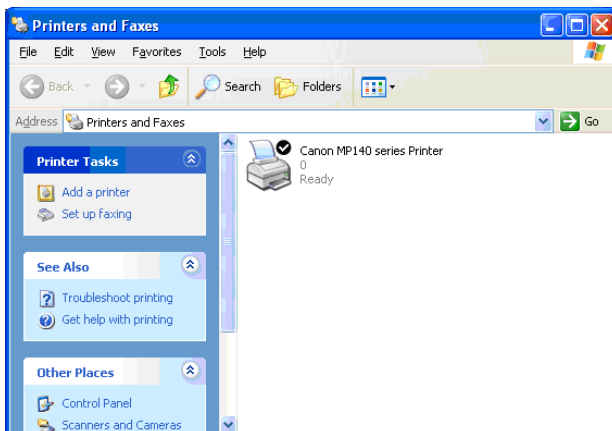 Printers and Faxes
File Edit View Favorites Tools Help
Back Search Folders
Address Printers and Faxes Go
Printer Tasks
Add a printer
Set up faxing
See Also
Troubleshoot printing
Get help with printing
Other Places
Control Panel
Scanners and Cameras
Canon MP140 series Printer
0
Ready